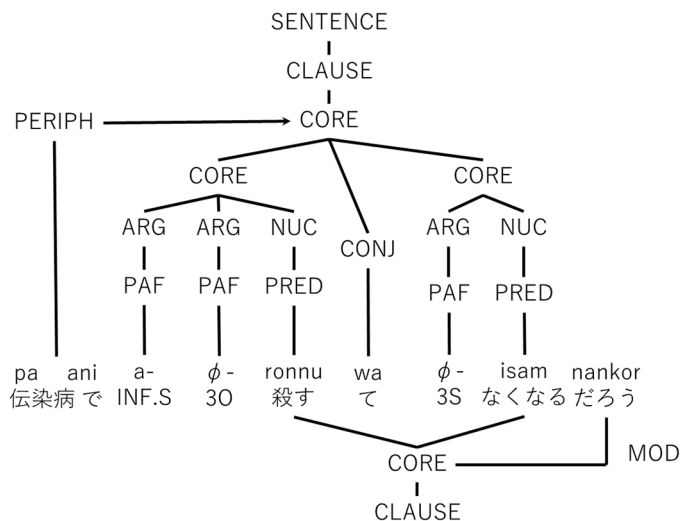 SENTENCE
CLAUSE
PERIPH CORE
CORE CORE
ARG ARG NUC ARG NUC
CONJ
PAF PAF PRED PAF PRED
pa ani a- ϕ- ronnu wa ϕ- isam nankor
伝染病 で INF.S 3O 殺す て 3S なくなる だろう
CORE MOD
CLAUSE